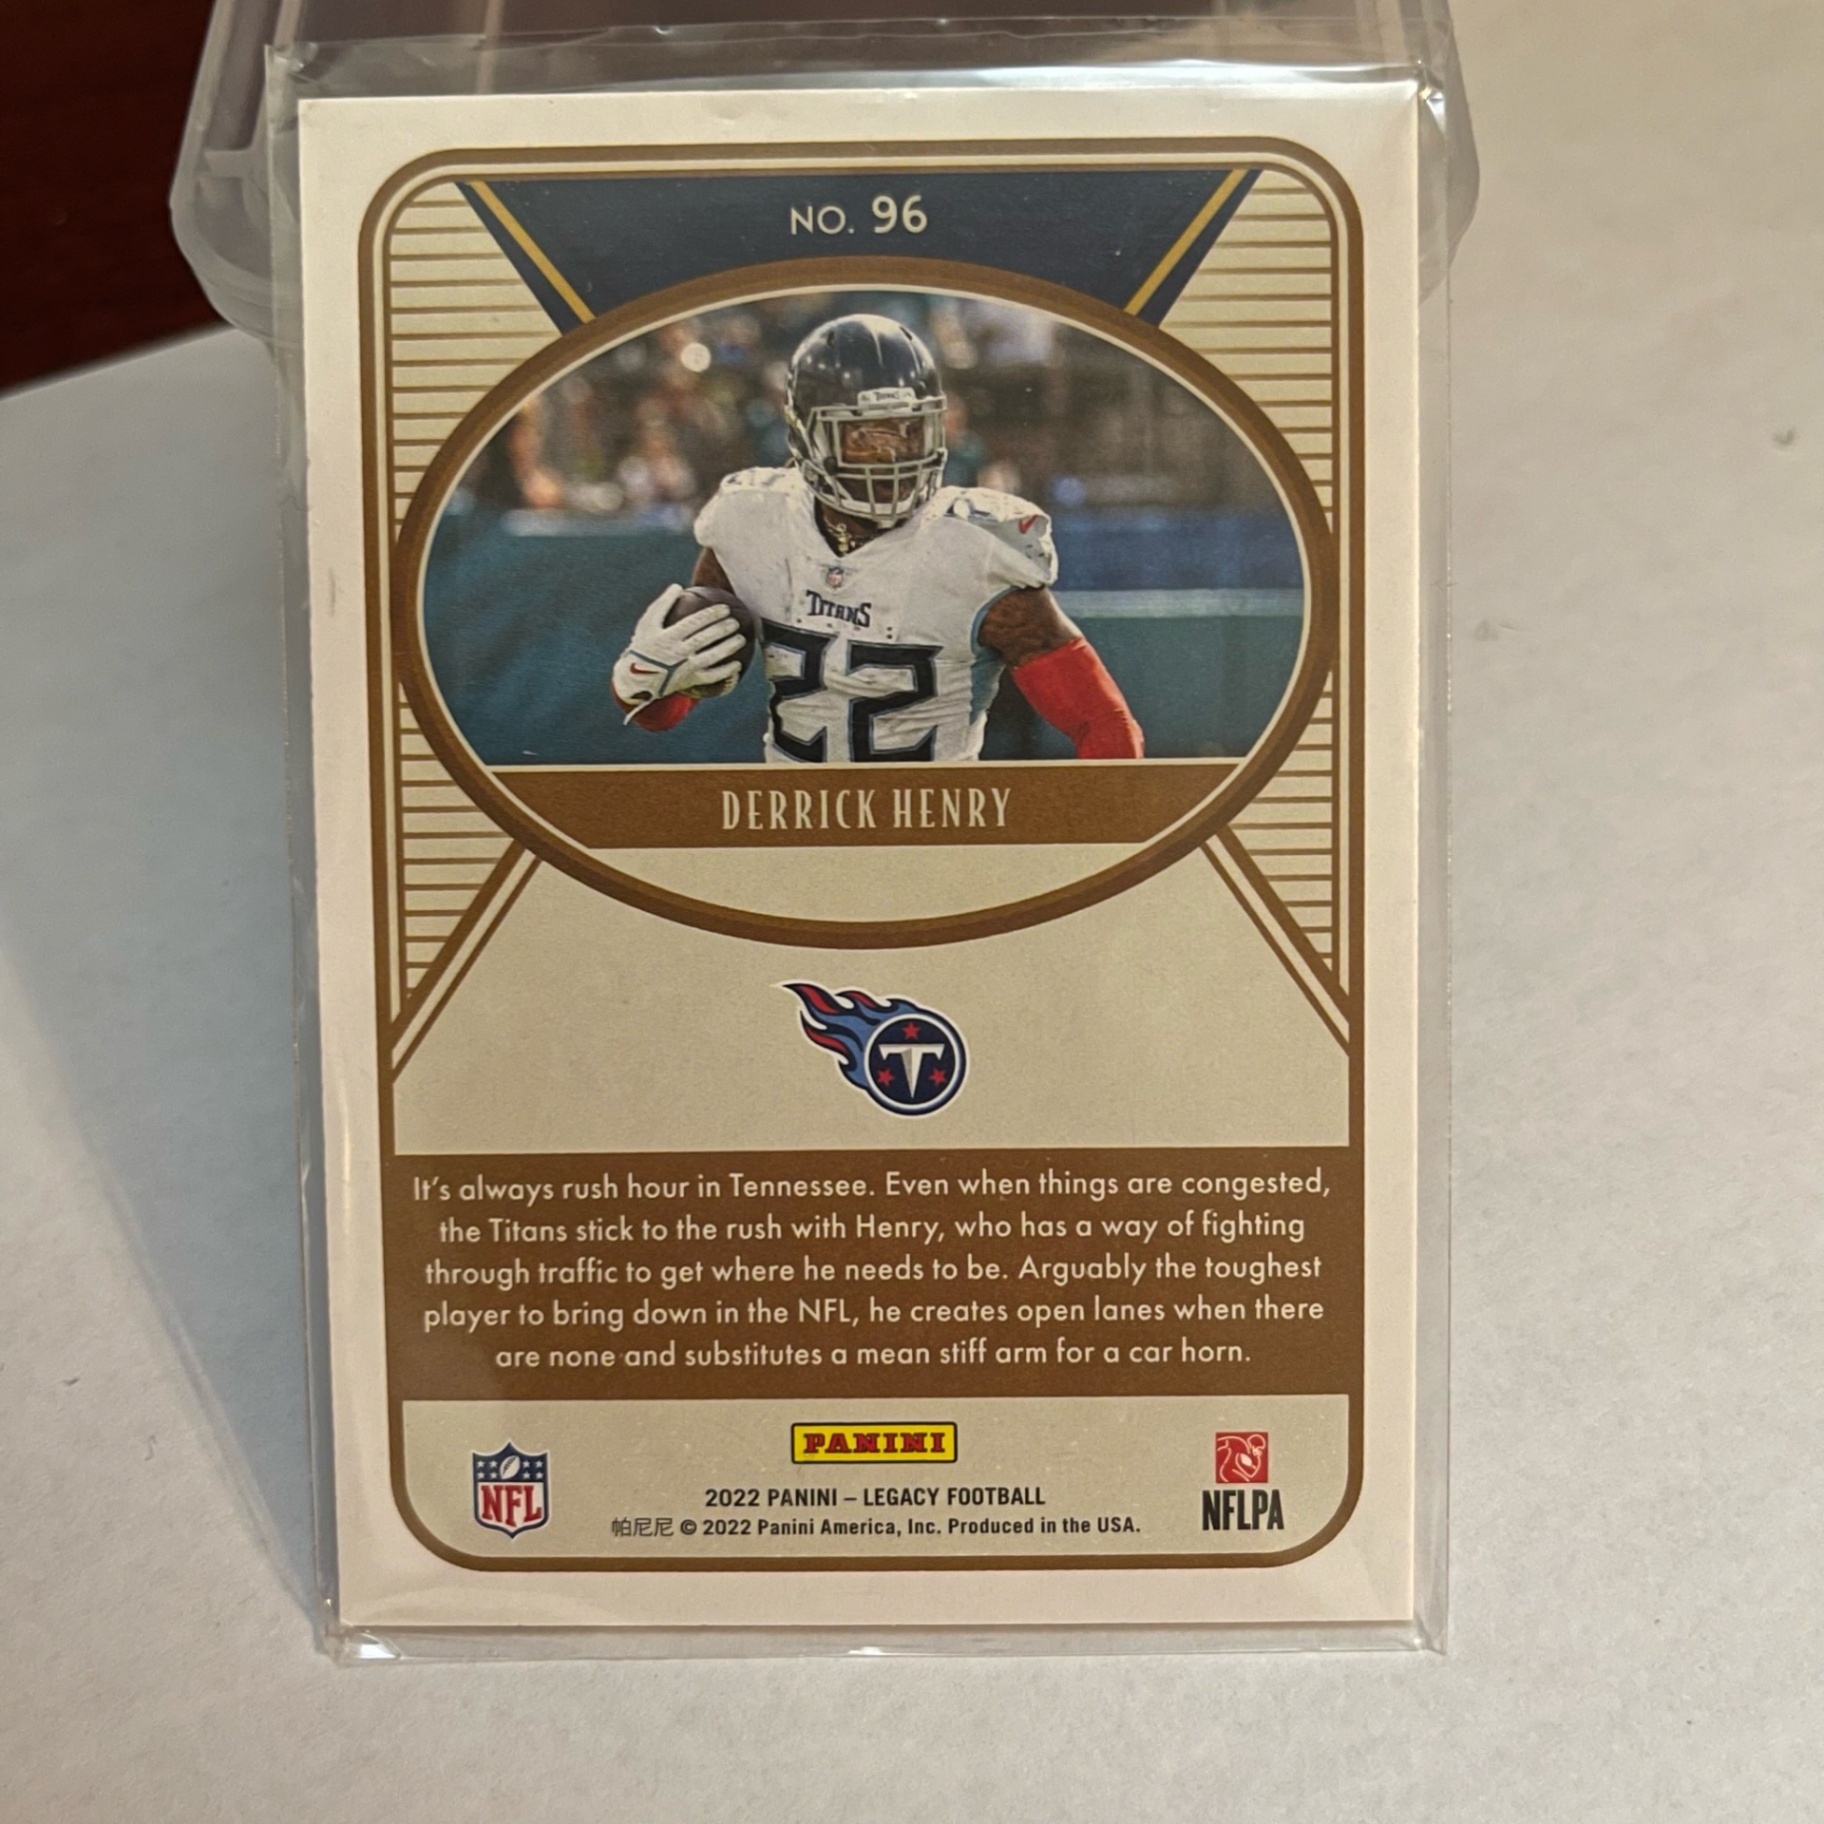 NO. 96
TITANS
TITANS
22
DERRICK HENRY
T
It's always rush hour in Tennessee. Even when things are congested,
the Titans stick to the rush with Henry, who has a way of fighting
through traffic to get where he needs to be. Arguably the toughest
player to bring down in the NFL, he creates open lanes when there
are none and substitutes a mean stiff arm for a car horn.
PANINI
NFL
2022 PANINI – LEGACY FOOTBALL
帕尼尼 © 2022 Panini America, Inc. Produced in the USA.
NFLPA